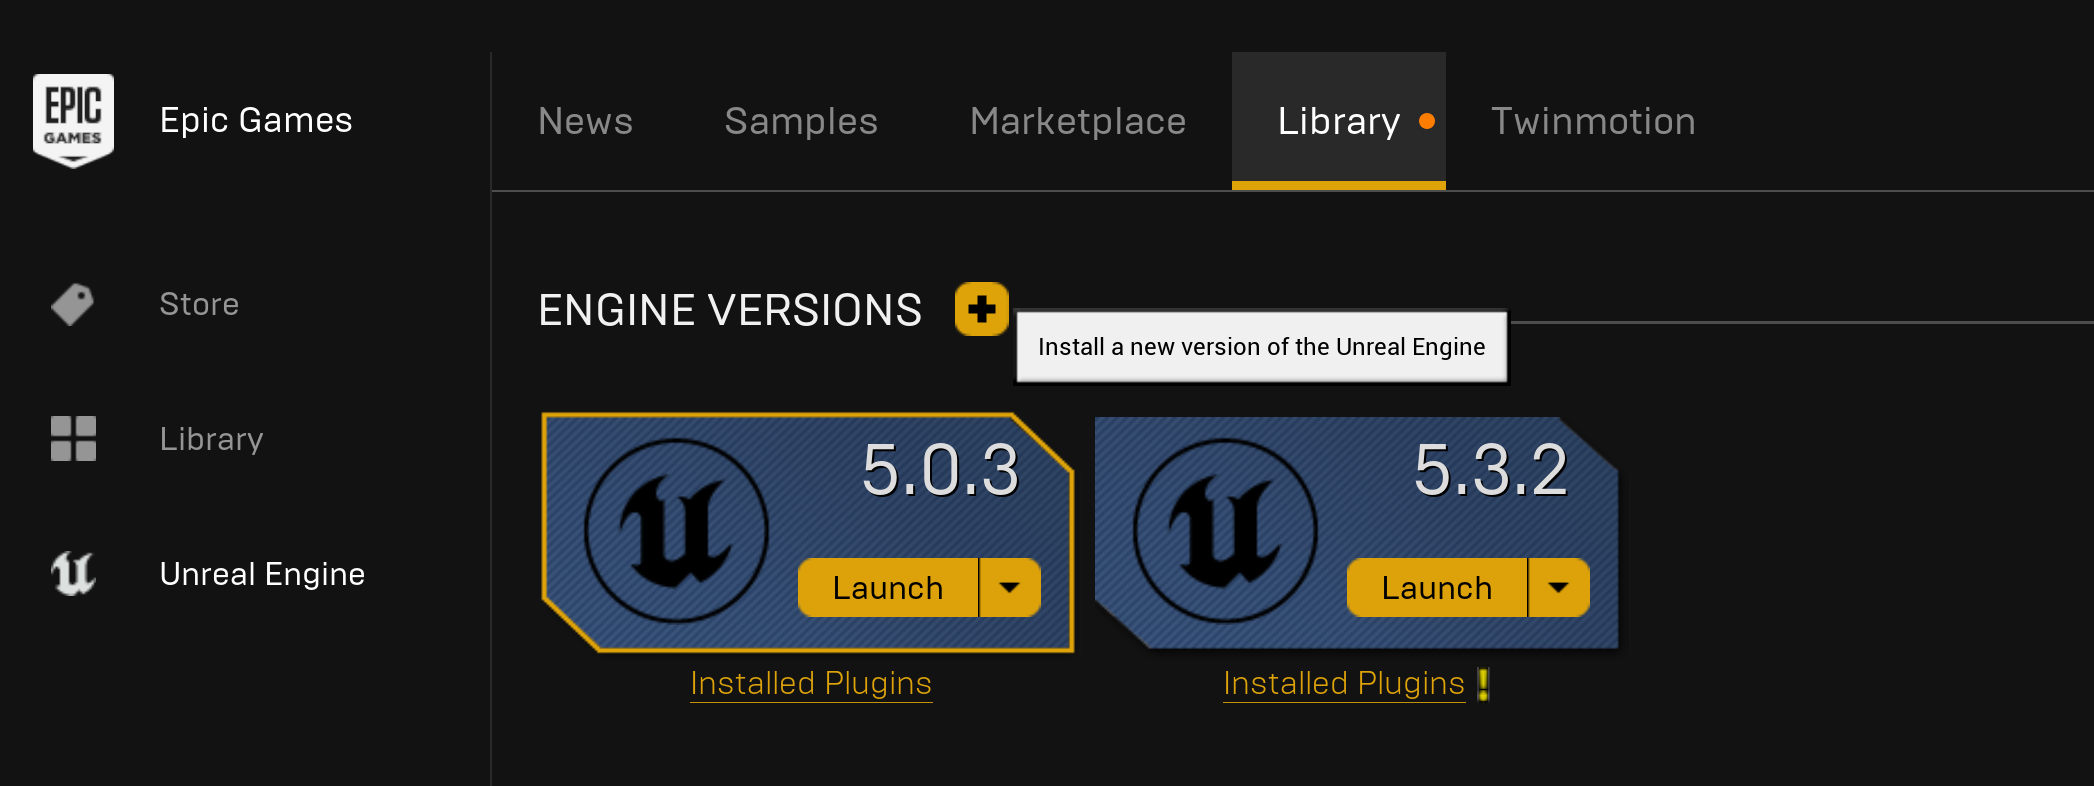 EPIC
GAMES
Epic Games
News Samples Marketplace Library Twinmotion
Store
Library
Unreal Engine
ENGINE VERSIONS
Install a new version of the Unreal Engine
5.0.3
Launch
Installed Plugins
5.3.2
Launch
Installed Plugins